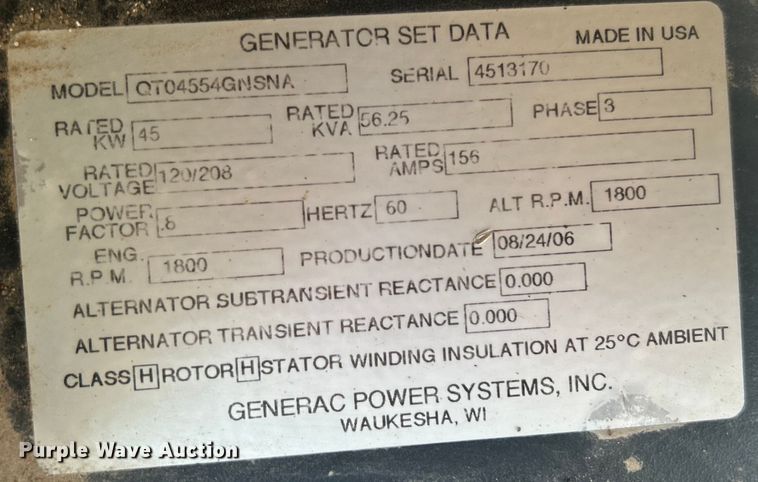 GENERATOR SET DATA MADE IN USA
MODEL QT04554GNSNA SERIAL 4513170
RATED KW 45 RATED KVA 56.25 PHASE 3
RATED VOLTAGE 120/208 RATED AMPS 156
POWER FACTOR .8 HERTZ 60 ALT R.P.M. 1800
ENG. R.P.M. 1800 PRODUCTIONDATE 08/24/06
ALTERNATOR SUBTRANSIENT REACTANCE 0.000
ALTERNATOR TRANSIENT REACTANCE 0.000
CLASS H ROTOR H STATOR WINDING INSULATION AT 25°C AMBIENT
GENERAC POWER SYSTEMS, INC.
WAUKESHA, WI
Purple Wave Auction